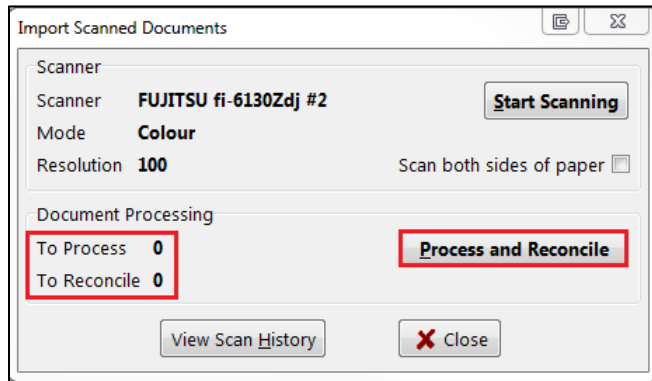 Import Scanned Documents
Scanner
Scanner FUJITSU fi-6130Zdj #2
Start Scanning
Mode Colour
Resolution 100
Scan both sides of paper
Document Processing
To Process 0
Process and Reconcile
To Reconcile 0
View Scan History
Close